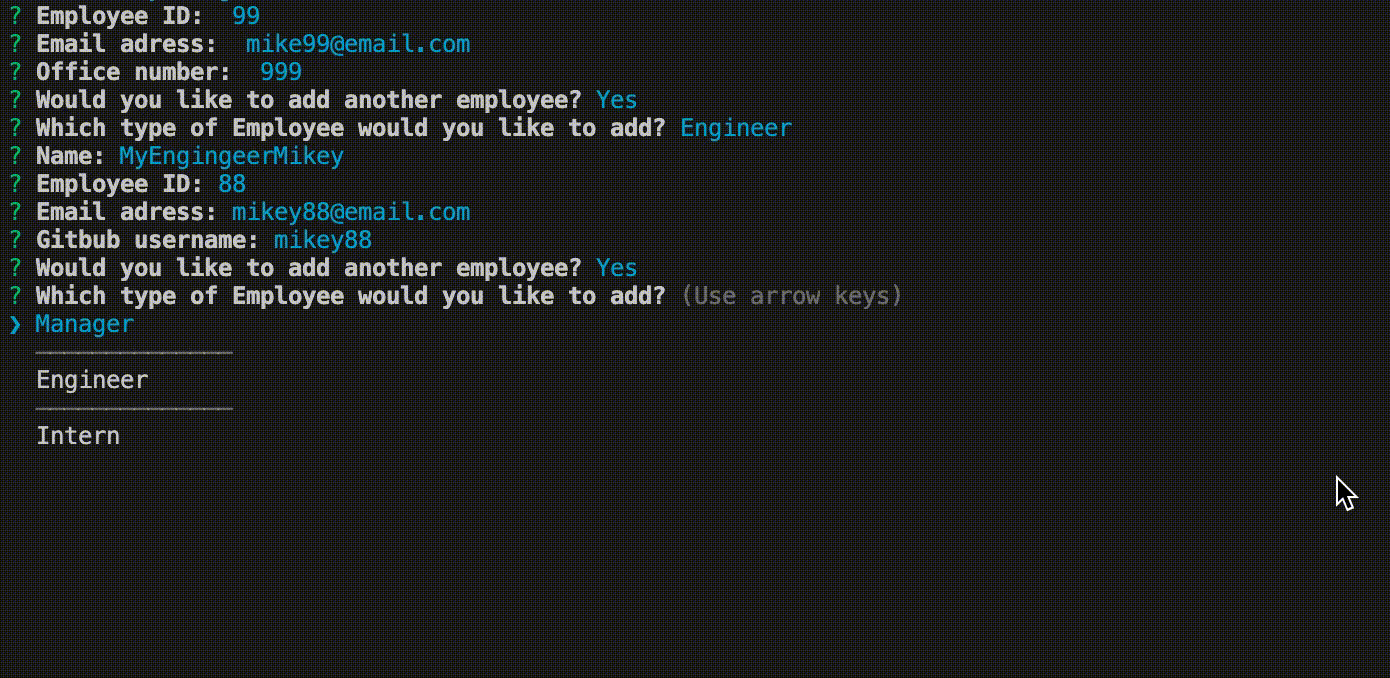 ? Employee ID:  99
? Email adress:  mike99@email.com
? Office number:  999
? Would you like to add another employee? Yes
? Which type of Employee would you like to add? Engineer
? Name: MyEngingeerMikey
? Employee ID: 88
? Email adress: mikey88@email.com
? Gitbub username: mikey88
? Would you like to add another employee? Yes
? Which type of Employee would you like to add? (Use arrow keys)
❯ Manager
  ──────────────
  Engineer
  ──────────────
  Intern